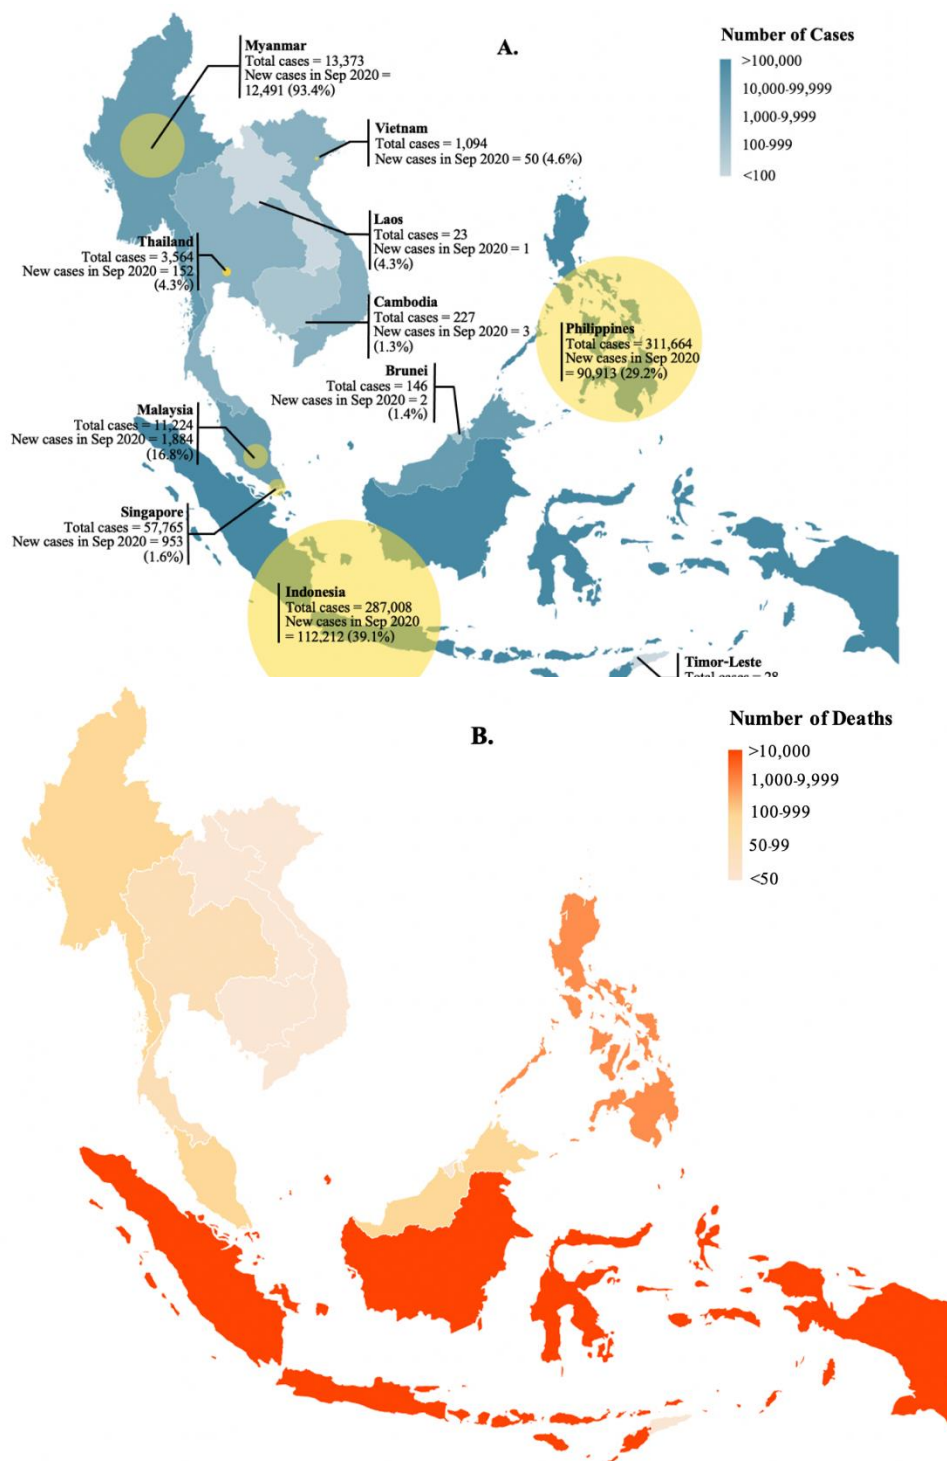 A.
Number of Cases
>100,000
10,000-99,999
1,000-9,999
100-999
<100
Myanmar
Total cases = 13,373
New cases in Sep 2020 =
12,491 (93.4%)
Vietnam
Total cases = 1,094
New cases in Sep 2020 = 50 (4.6%)
Laos
Total cases = 23
New cases in Sep 2020 = 1
(4.3%)
Thailand
Total cases = 3,564
New cases in Sep 2020 = 152
(4.3%)
Cambodia
Total cases = 227
New cases in Sep 2020 = 3
(1.3%)
Philippines
Total cases = 311,664
New cases in Sep 2020
= 90,913 (29.2%)
Brunei
Total cases = 146
New cases in Sep 2020 = 2
(1.4%)
Malaysia
Total cases = 11,224
New cases in Sep 2020 = 1,884
(16.8%)
Singapore
Total cases = 57,765
New cases in Sep 2020 = 953
(1.6%)
Indonesia
Total cases = 287,008
New cases in Sep 2020
= 112,212 (39.1%)
Timor-Leste
Total cases = 28
B.
Number of Deaths
>10,000
1,000-9,999
100-999
50-99
<50